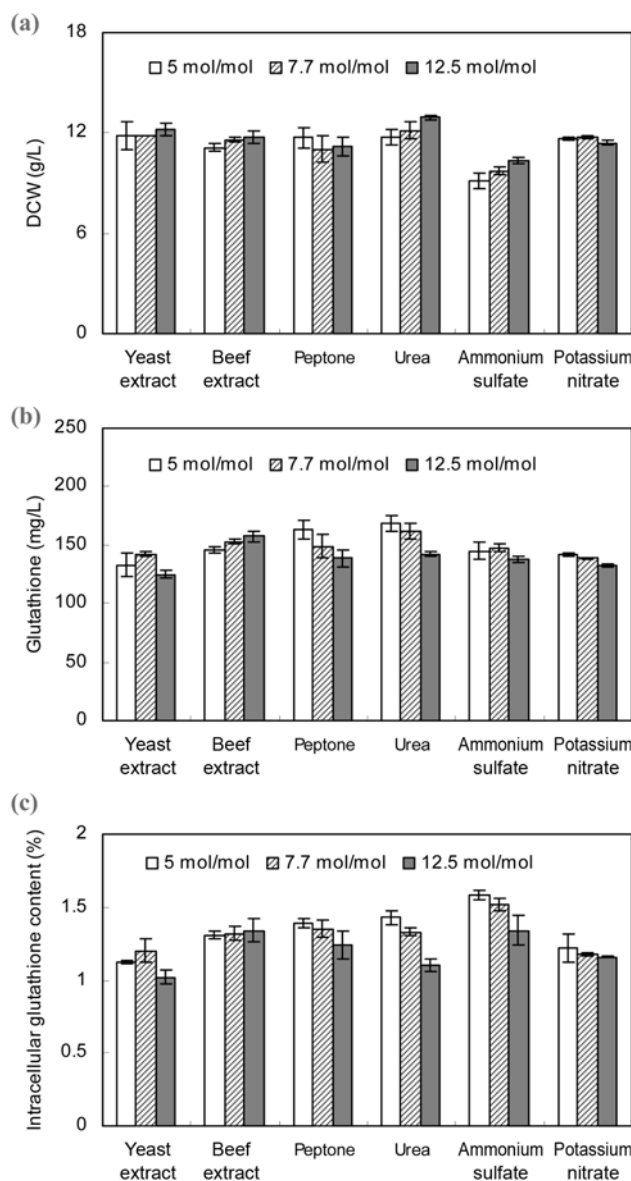 (a)
18
5 mol/mol 7.7 mol/mol 12.5 mol/mol
12
DCW (g/L)
6
0
Yeast extract
Beef extract
Peptone
Urea
Ammonium sulfate
Potassium nitrate
(b)
250
5 mol/mol 7.7 mol/mol 12.5 mol/mol
200
Glutathione (mg/L)
150
100
50
0
Yeast extract
Beef extract
Peptone
Urea
Ammonium sulfate
Potassium nitrate
(c)
2
5 mol/mol 7.7 mol/mol 12.5 mol/mol
Intracellular glutathione content (%)
1.5
1
0.5
0
Yeast extract
Beef extract
Peptone
Urea
Ammonium sulfate
Potassium nitrate